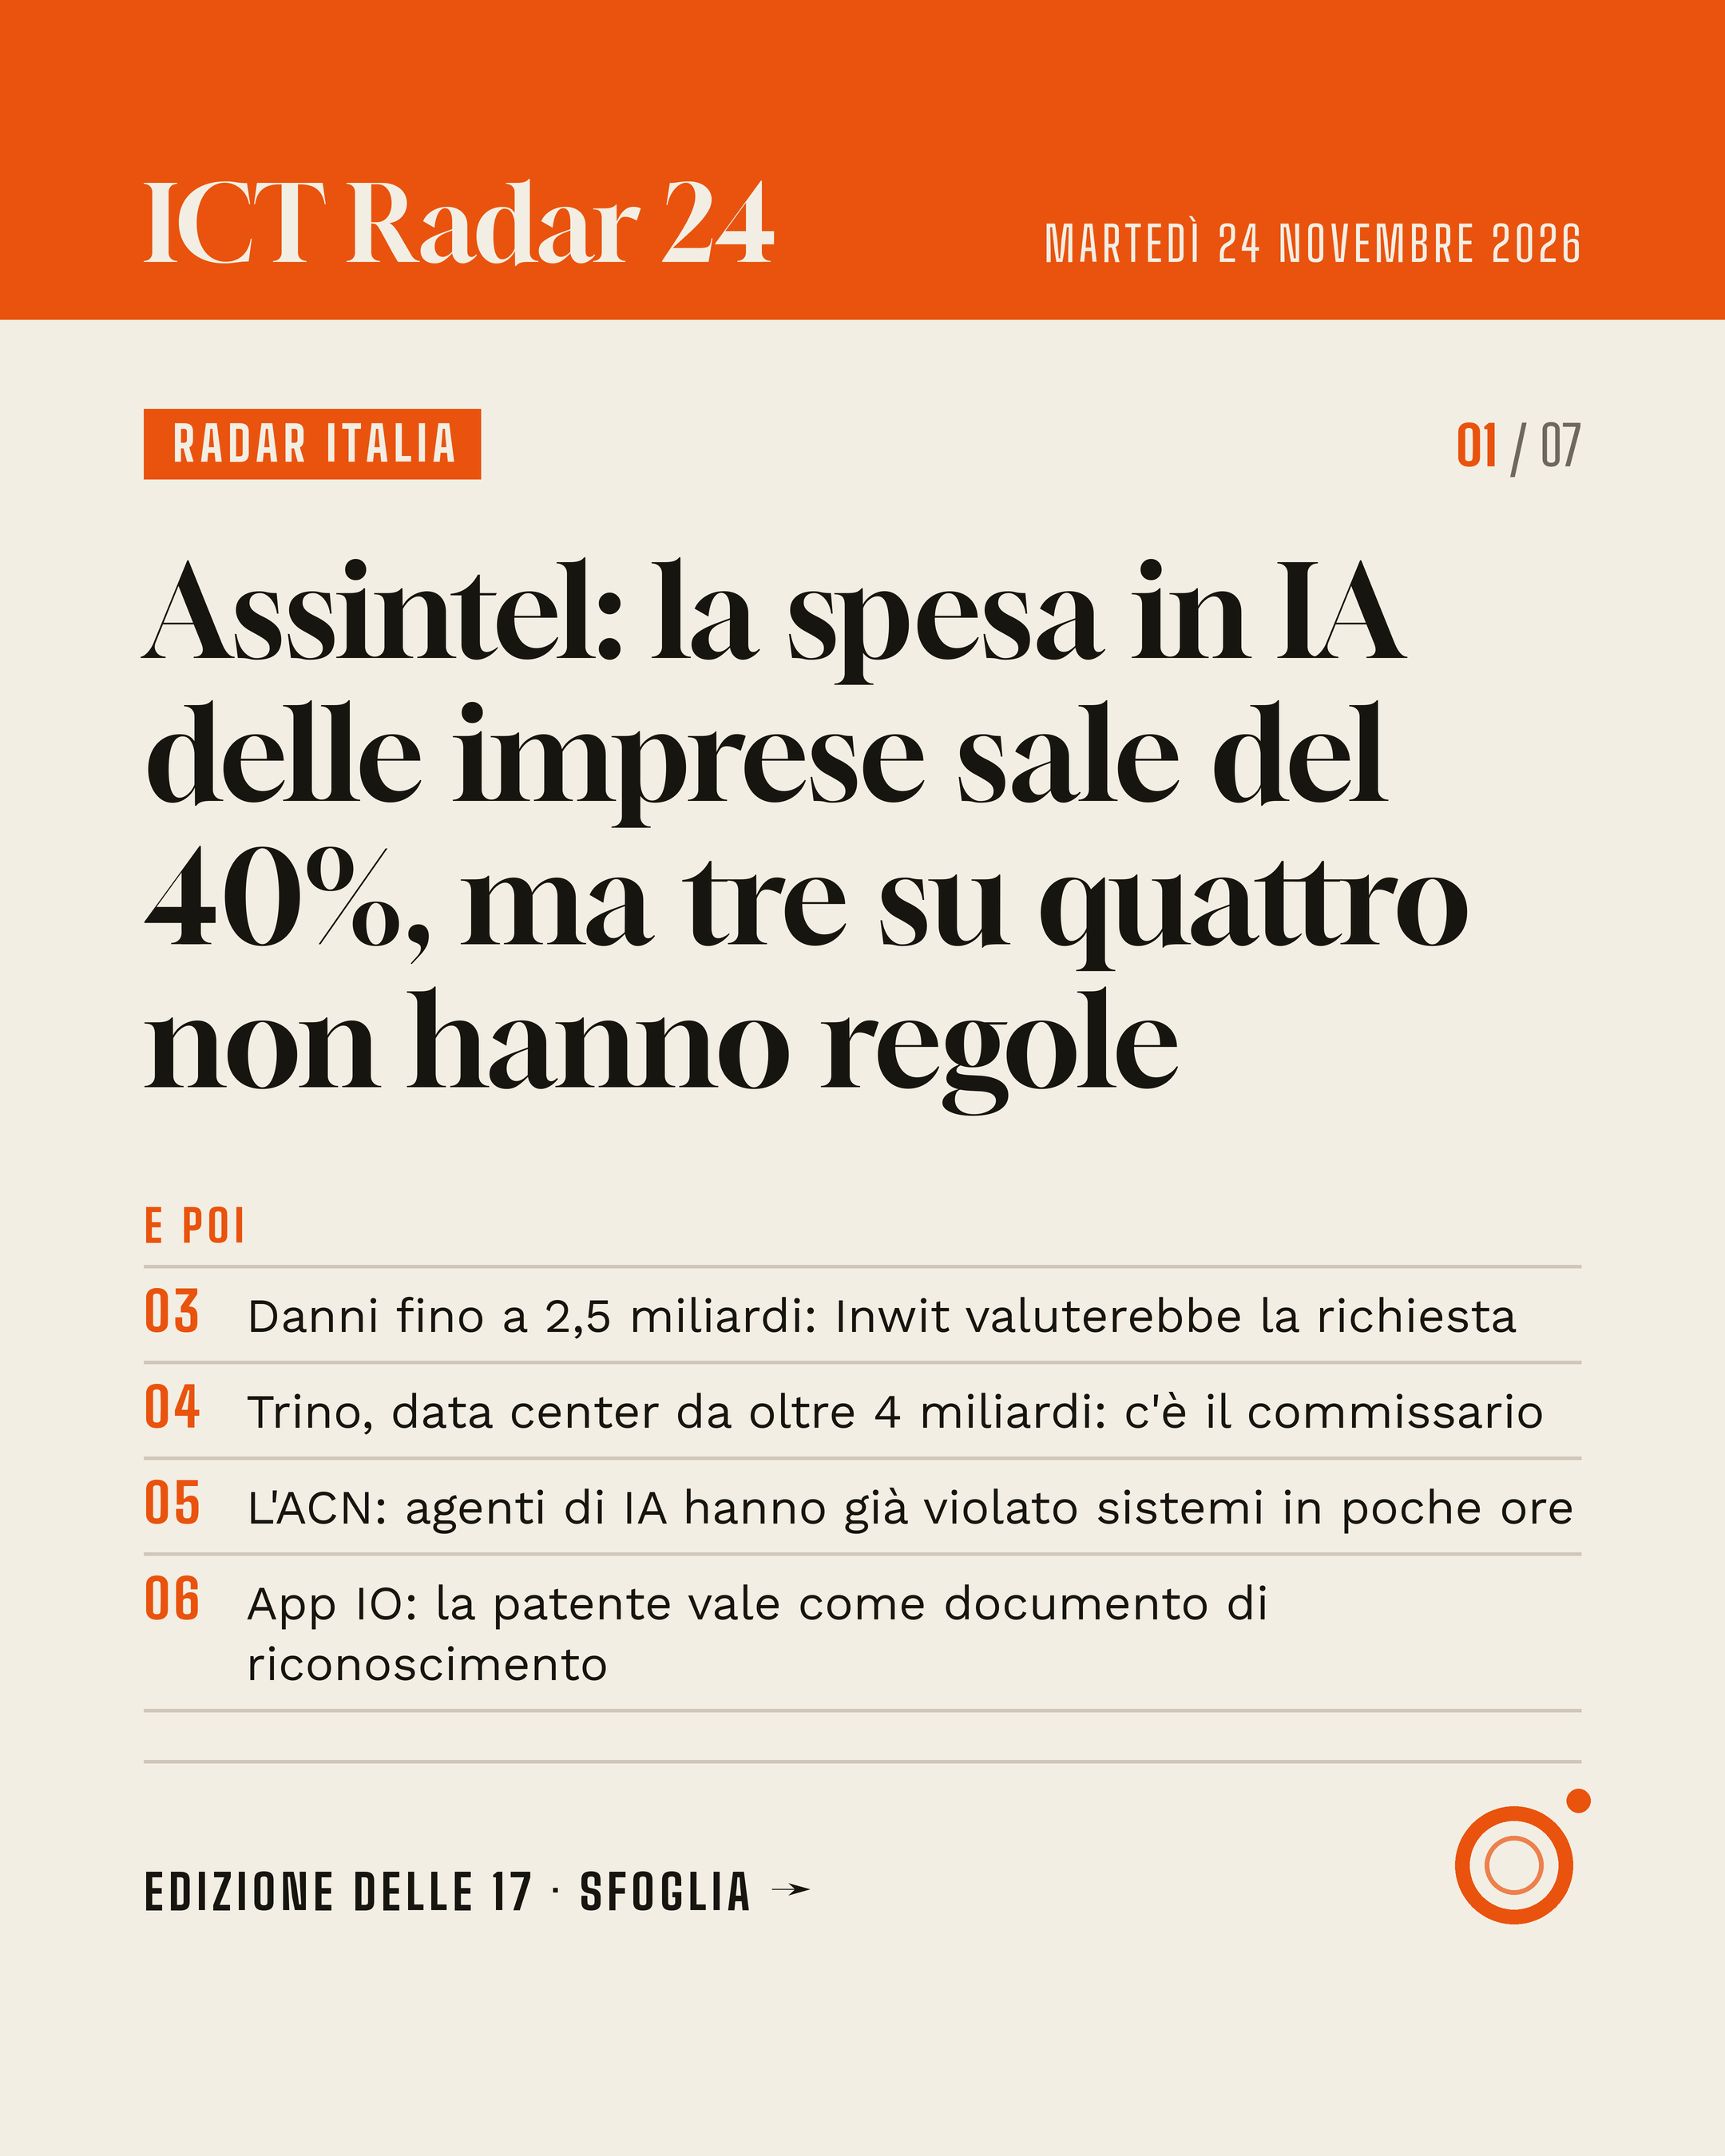 ICT Radar 24
MARTEDÌ 24 NOVEMBRE 2026
RADAR ITALIA
01 / 07
Assintel: la spesa in IA
delle imprese sale del
40%, ma tre su quattro
non hanno regole
E POI
03 Danni fino a 2,5 miliardi: Inwit valuterebbe la richiesta
04 Trino, data center da oltre 4 miliardi: c'è il commissario
05 L'ACN: agenti di IA hanno già violato sistemi in poche ore
06 App IO: la patente vale come documento di
riconoscimento
EDIZIONE DELLE 17 · SFOGLIA →